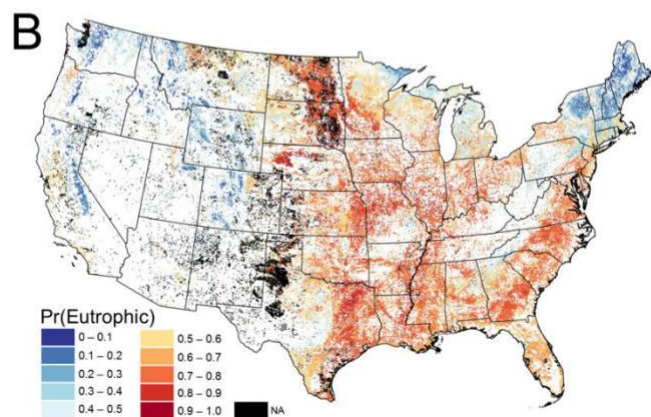 B
Pr(Eutrophic)
0 – 0.1
0.1 – 0.2
0.2 – 0.3
0.3 – 0.4
0.4 – 0.5
0.5 – 0.6
0.6 – 0.7
0.7 – 0.8
0.8 – 0.9
0.9 – 1.0
NA